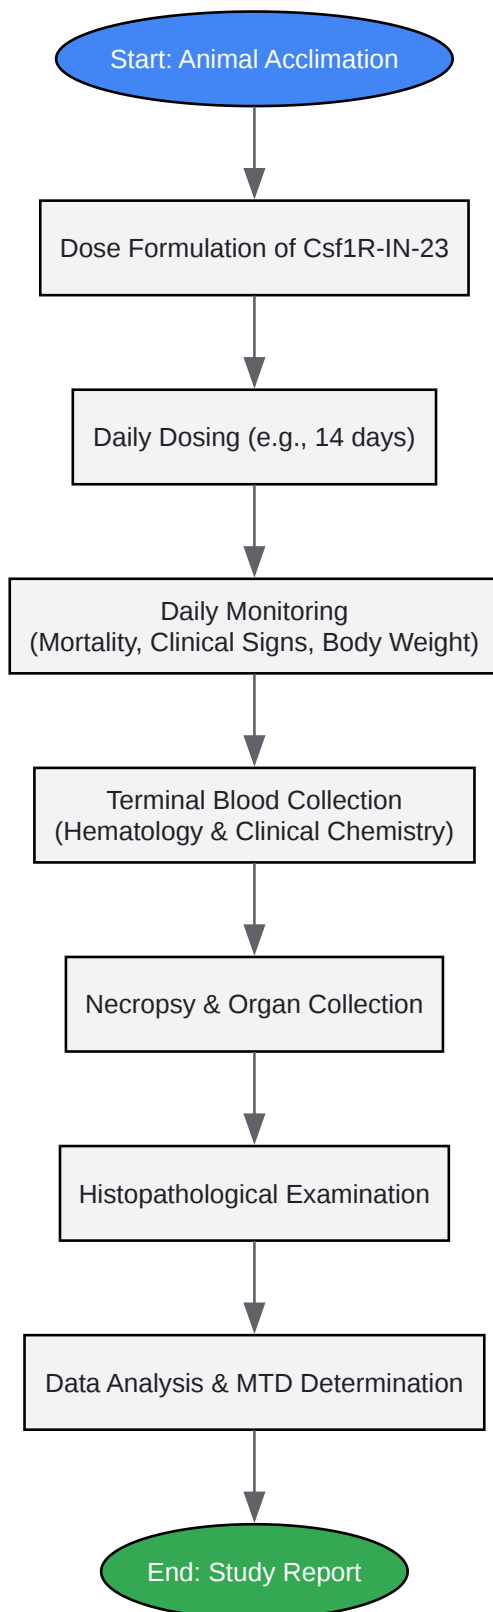 Start: Animal Acclimation
Dose Formulation of Csf1R-IN-23
Daily Dosing (e.g., 14 days)
Daily Monitoring
(Mortality, Clinical Signs, Body Weight)
Terminal Blood Collection
(Hematology & Clinical Chemistry)
Necropsy & Organ Collection
Histopathological Examination
Data Analysis & MTD Determination
End: Study Report